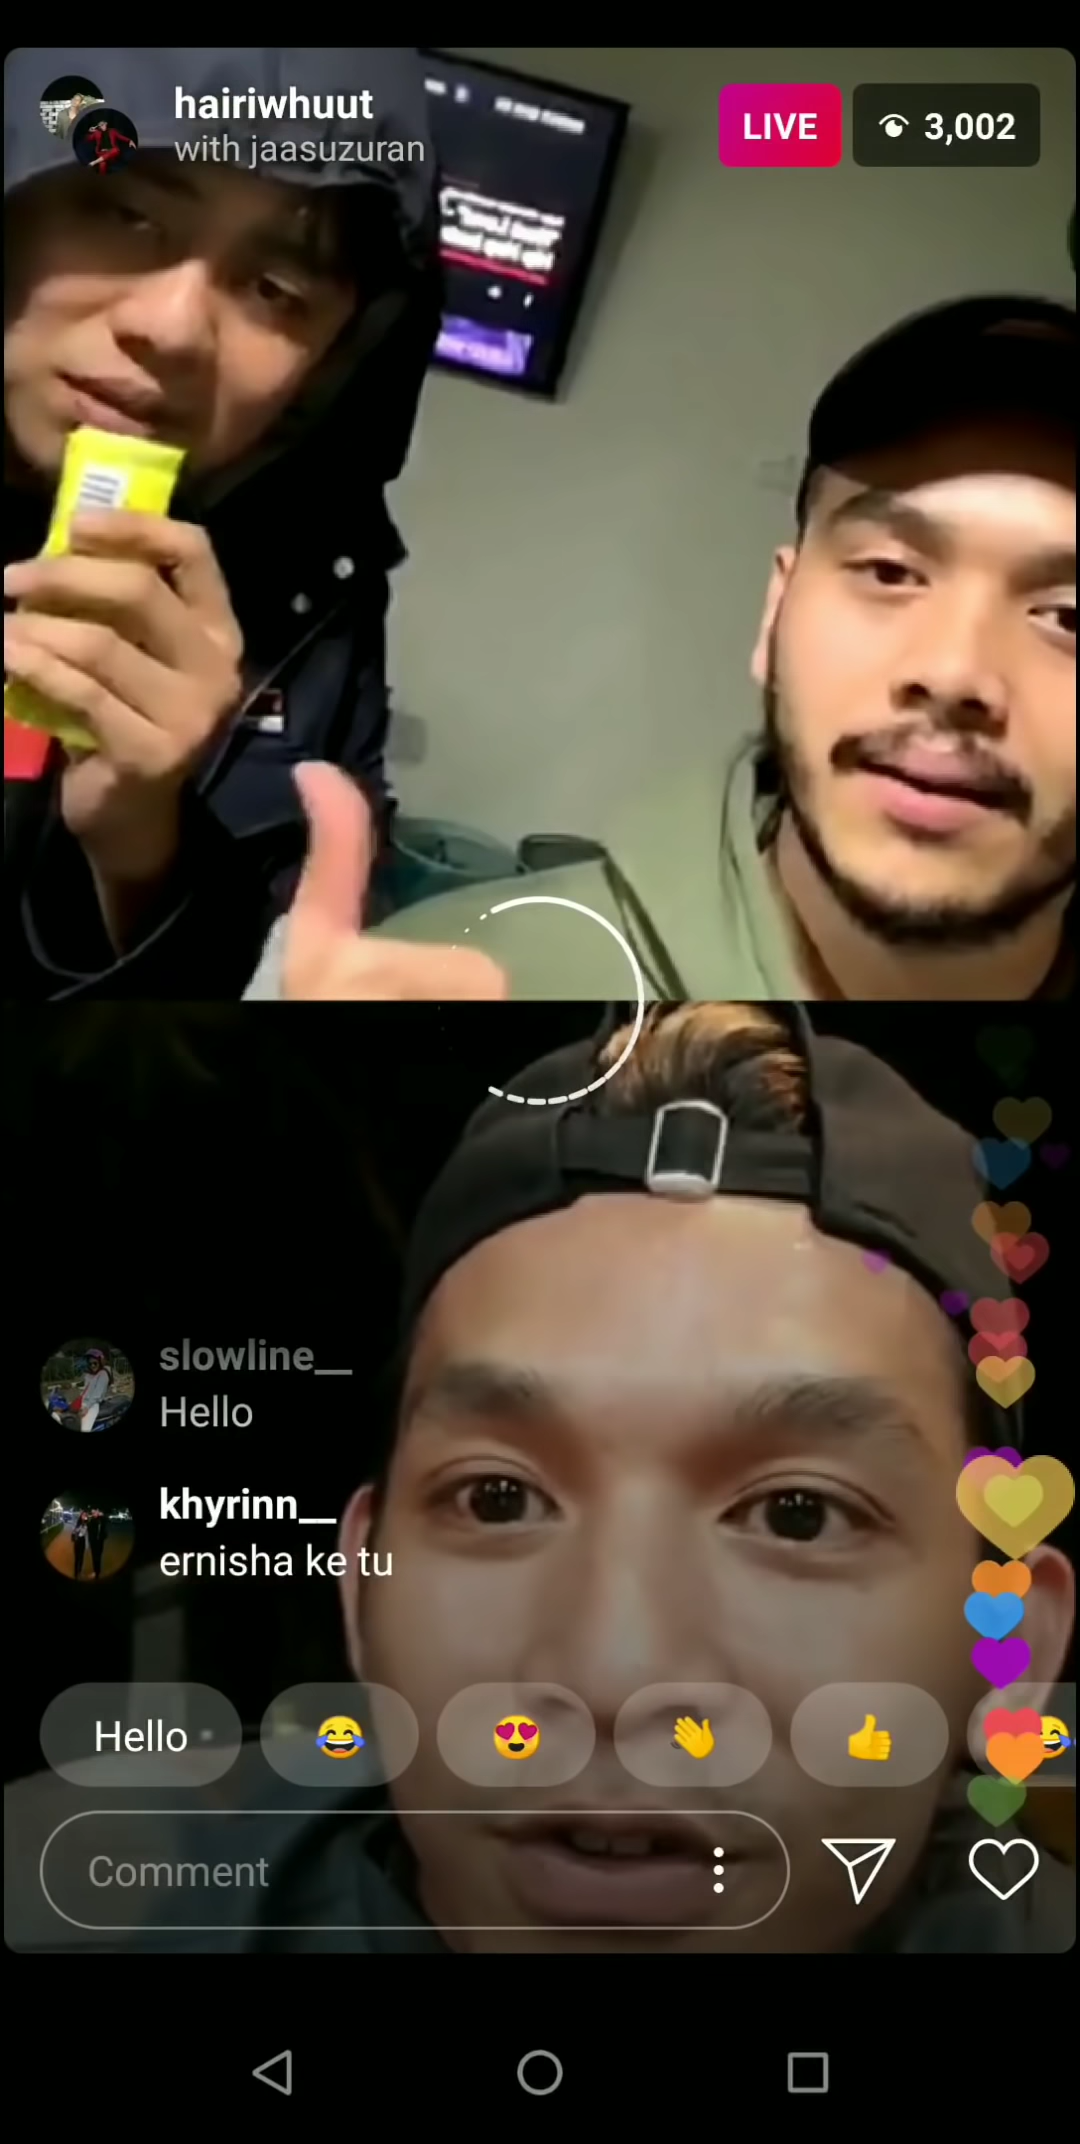 hairiwhuut
with jaasuzuran
LIVE
3,002
slowline__
Hello
khyrinn__
ernisha ke tu
Hello
Comment